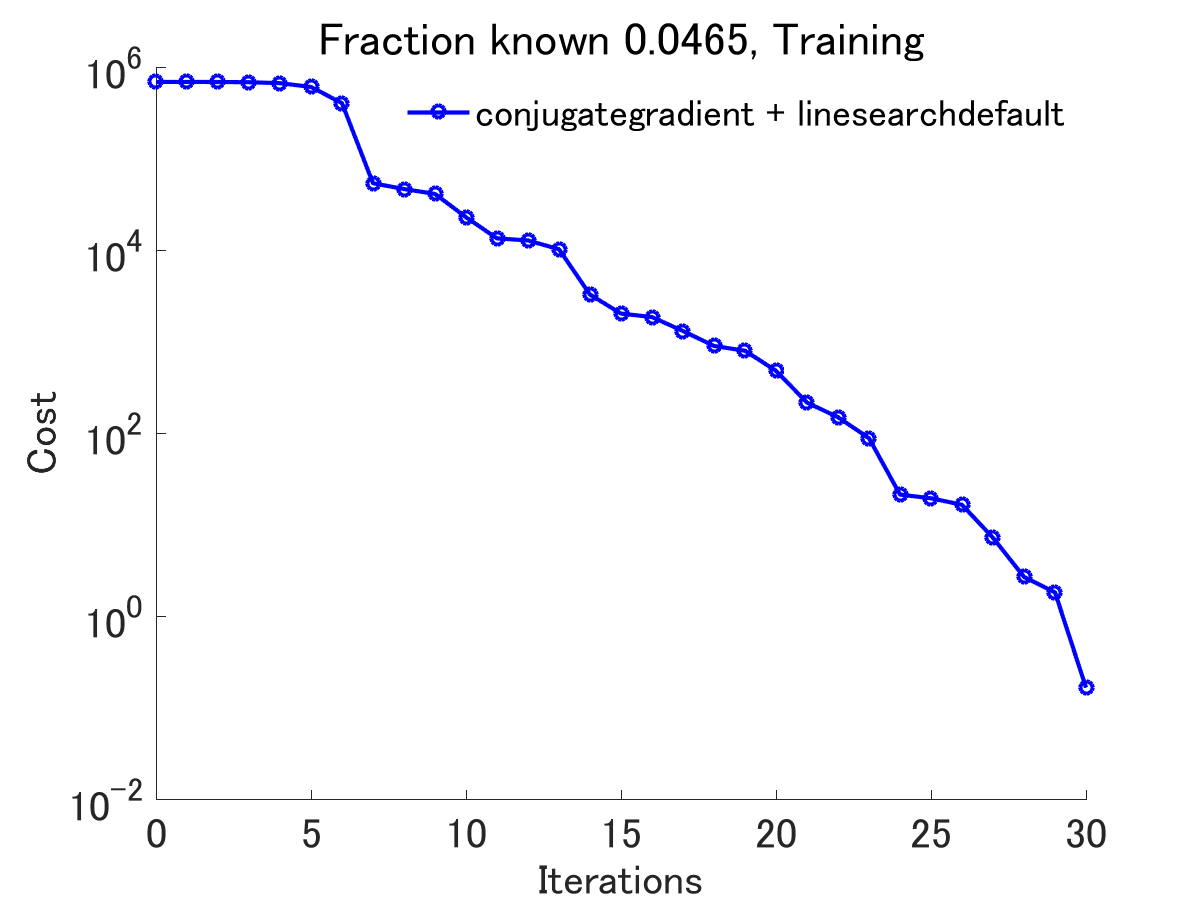 Fraction known 0.0465, Training
conjugategradient + linesearchdefault
10^6
10^4
10^2
10^0
10^-2
Cost
0 5 10 15 20 25 30
Iterations